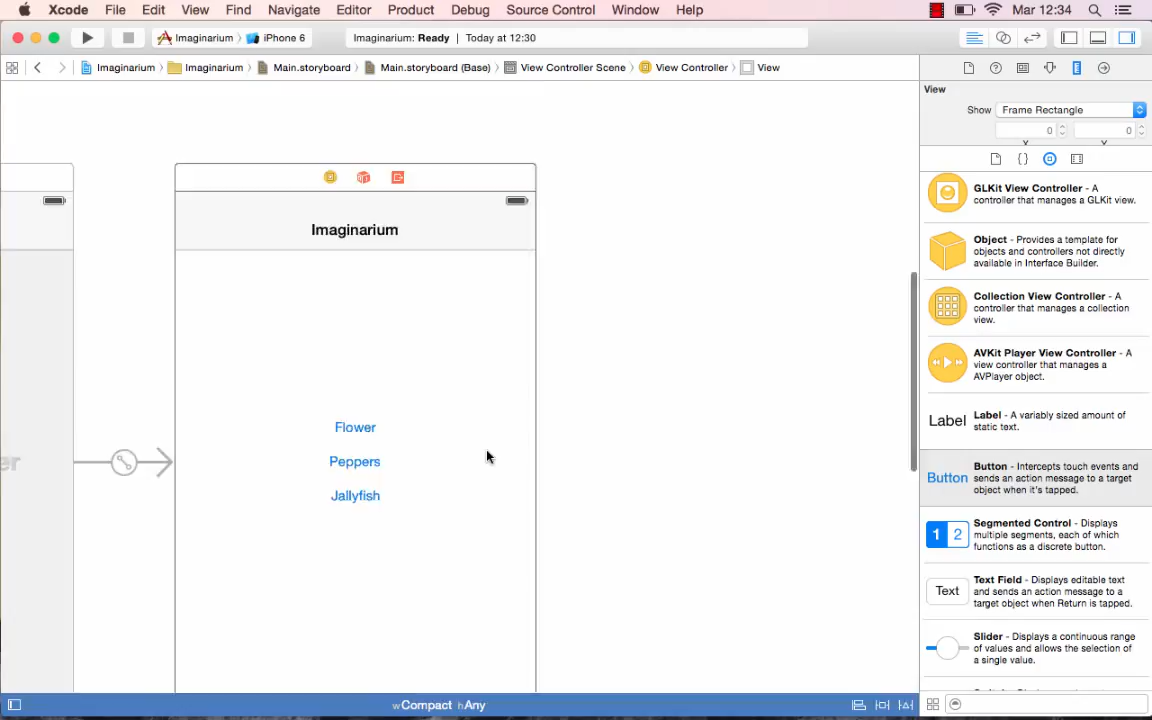 Xcode File Edit View Find Navigate Editor Product Debug Source Control Window Help Mar 12:34
Imaginarium iPhone 6 Imaginarium: Ready | Today at 12:30
Imaginarium Imaginarium Main.storyboard Main.storyboard (Base) View Controller Scene View Controller View
View
Show Frame Rectangle
0 0
GLKit View Controller - A
controller that manages a GLKit view.
Imaginarium
Object - Provides a template for
objects and controllers not directly
available in Interface Builder.
Collection View Controller - A
controller that manages a collection
view.
AVKit Player View Controller - A
view controller that manages a
AVPlayer object.
Label Label - A variably sized amount of
static text.
Flower
Peppers
Jallyfish
Button Button - Intercepts touch events and
sends an action message to a target
object when it's tapped.
1 2 Segmented Control - Displays
multiple segments, each of which
functions as a discrete button.
Text Text Field - Displays editable text
and sends an action message to a
target object when Return is tapped.
Slider - Displays a continuous range
of values and allows the selection of
a single value.
wCompact hAny